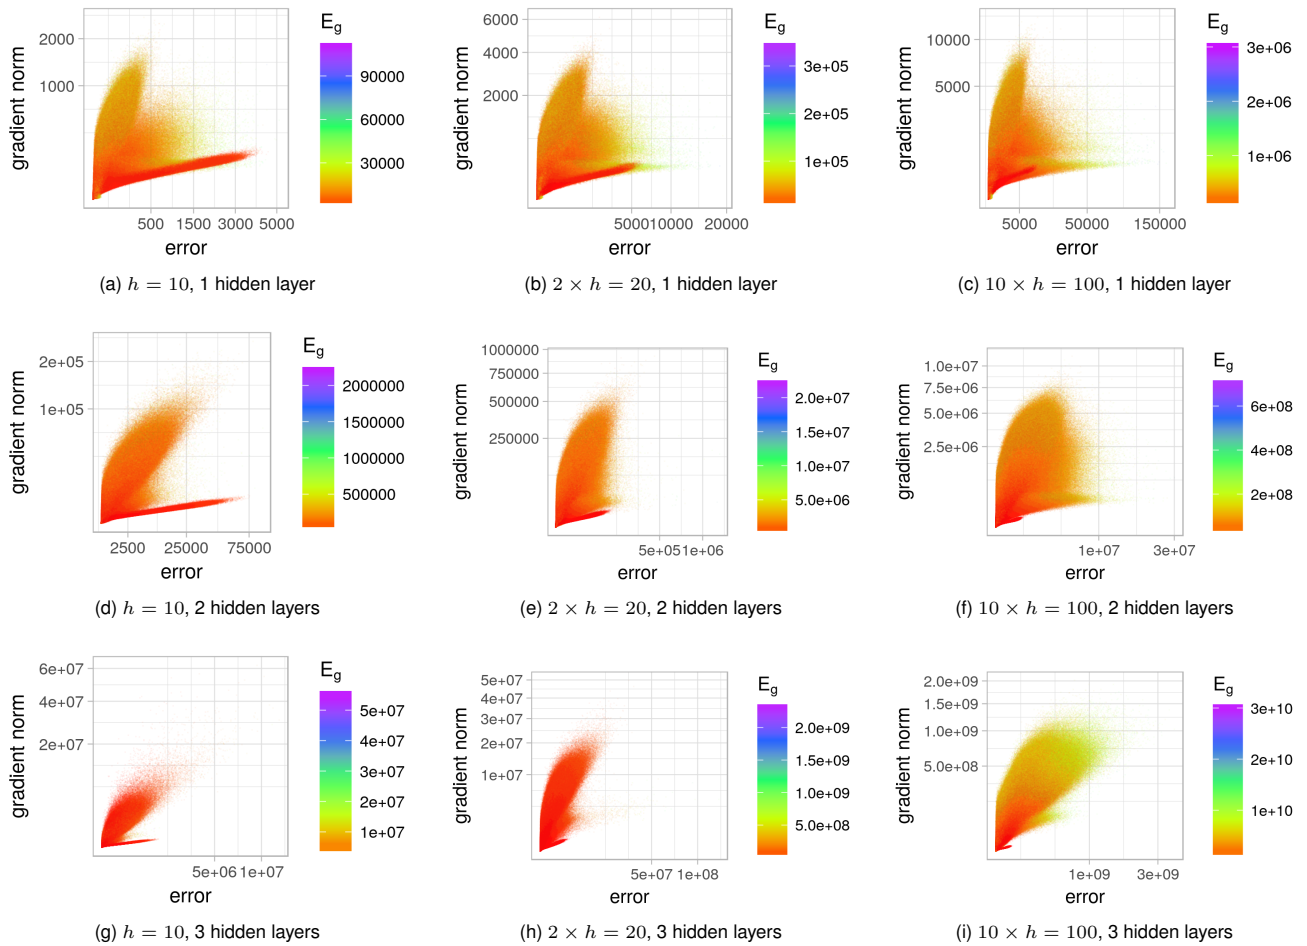 E_g
2000
1000
90000
60000
30000
gradient norm
500 1500 3000 5000
error
(a) h = 10, 1 hidden layer
E_g
6000
4000
2000
3e+05
2e+05
1e+05
gradient norm
5000 10000 20000
error
(b) 2 × h = 20, 1 hidden layer
E_g
10000
5000
3e+06
2e+06
1e+06
gradient norm
5000 50000 150000
error
(c) 10 × h = 100, 1 hidden layer
E_g
2e+05
1e+05
2000000
1500000
1000000
500000
gradient norm
2500 25000 75000
error
(d) h = 10, 2 hidden layers
E_g
1000000
750000
500000
250000
2.0e+07
1.5e+07
1.0e+07
5.0e+06
gradient norm
5e+05 1e+06
error
(e) 2 × h = 20, 2 hidden layers
E_g
1.0e+07
7.5e+06
5.0e+06
2.5e+06
6e+08
4e+08
2e+08
gradient norm
1e+07 3e+07
error
(f) 10 × h = 100, 2 hidden layers
E_g
6e+07
4e+07
2e+07
5e+07
4e+07
3e+07
2e+07
1e+07
gradient norm
5e+06 1e+07
error
(g) h = 10, 3 hidden layers
E_g
5e+07
4e+07
3e+07
2e+07
1e+07
2.0e+09
1.5e+09
1.0e+09
5.0e+08
gradient norm
5e+07 1e+08
error
(h) 2 × h = 20, 3 hidden layers
E_g
2.0e+09
1.5e+09
1.0e+09
5.0e+08
3e+10
2e+10
1e+10
gradient norm
1e+09 3e+09
error
(i) 10 × h = 100, 3 hidden layers